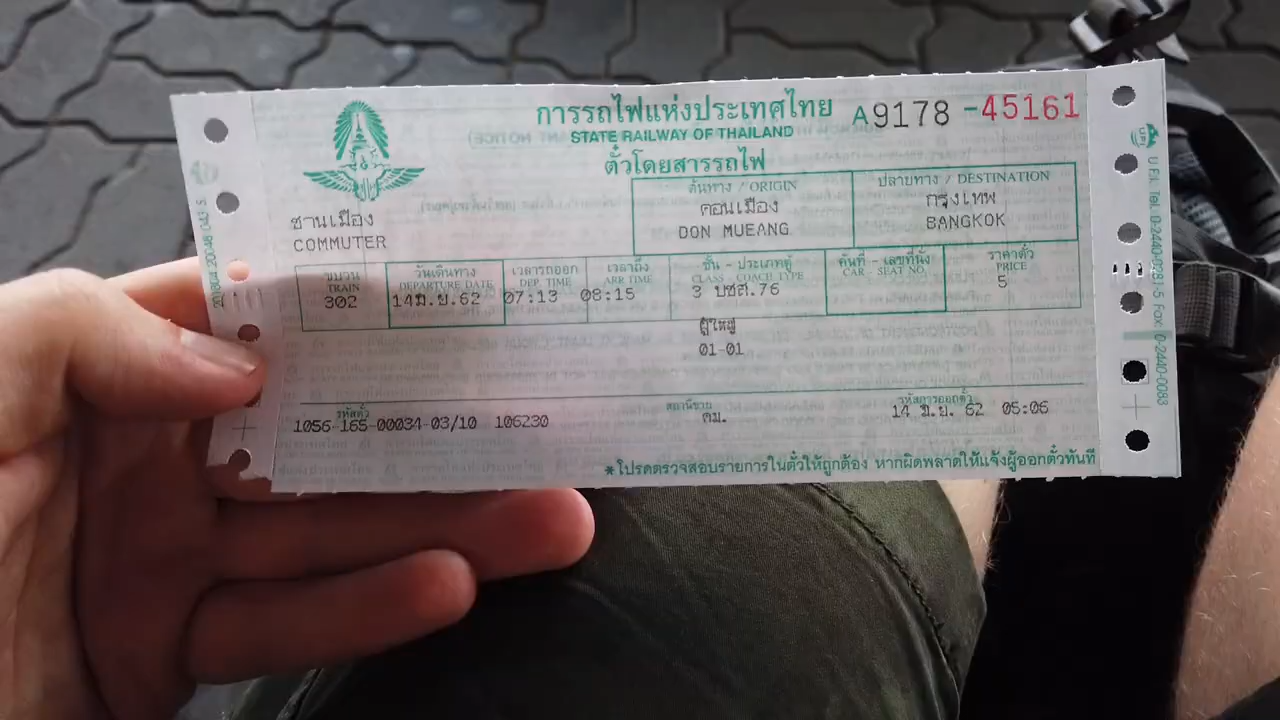 การรถไฟแห่งประเทศไทย A9178 -45161
STATE RAILWAY OF THAILAND
ตั๋วโดยสารรถไฟ
ต้นทาง / ORIGIN ปลายทาง / DESTINATION
ชานเมือง ดอนเมือง กรุงเทพ
COMMUTER DON MUEANG BANGKOK
ขบวน วันเดินทาง เวลารถออก เวลาถึง ชั้น - ประเภทตู้ คันที่ - เลขที่นั่ง ราคาตั๋ว
TRAIN DEPARTURE DATE DEP. TIME ARR TIME CLASS - COACH TYPE CAR - SEAT NO. PRICE
302 14มิ.ย.62 07:13 08:15 3 บชส.76 5
ผู้ใหญ่
01-01
รหัสตั๋ว สถานีขาย
1056-165-00034-03/10 106230 ดม. 14 มิ.ย. 62 05:06
*โปรดตรวจสอบรายการในตั๋วให้ถูกต้อง หากผิดพลาดให้แจ้งผู้ออกตั๋วทันที